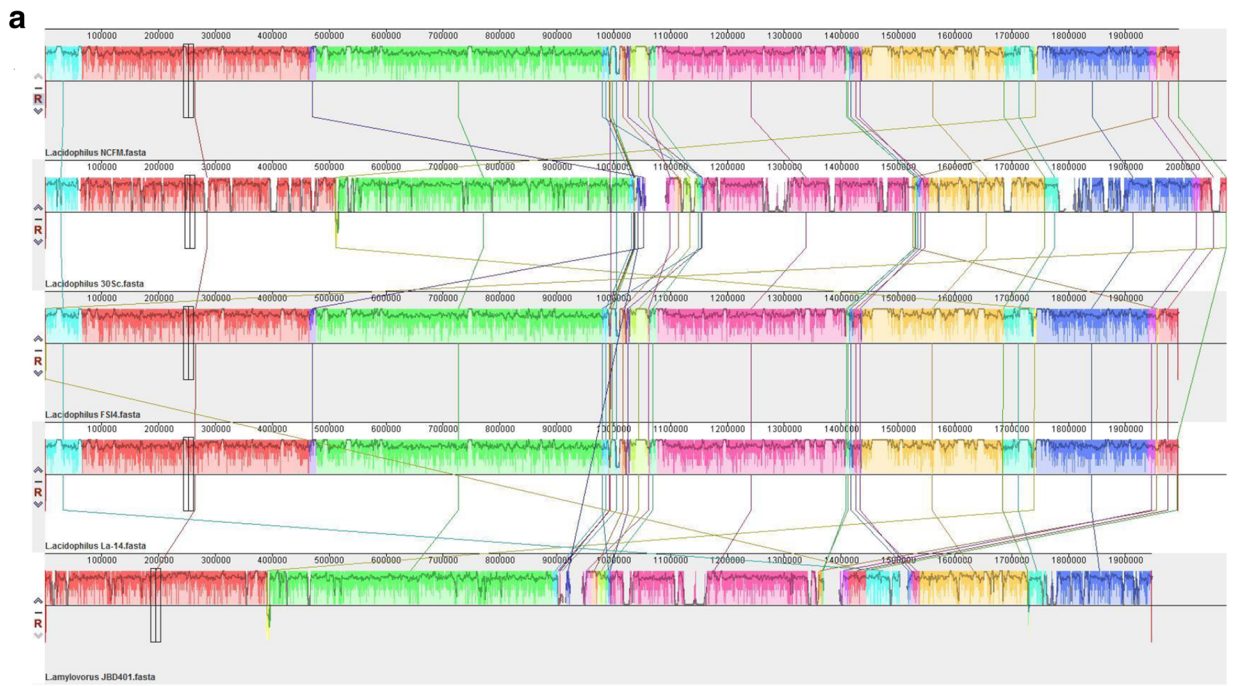 a
100000 200000 300000 400000 500000 600000 700000 800000 900000 1000000 1100000 1200000 1300000 1400000 1500000 1600000 1700000 1800000 1900000
R
L.acidophilus NCFM.fasta
100000 200000 300000 400000 500000 600000 700000 800000 900000 1000000 1100000 1200000 1300000 1400000 1500000 1600000 1700000 1800000 1900000 2000000
R
L.acidophilus 30Sc.fasta
100000 200000 300000 400000 500000 600000 700000 800000 900000 1000000 1100000 1200000 1300000 1400000 1500000 1600000 1700000 1800000 1900000
R
L.acidophilus FSI4.fasta
100000 200000 300000 400000 500000 600000 700000 800000 900000 1000000 1100000 1200000 1300000 1400000 1500000 1600000 1700000 1800000 1900000
R
L.acidophilus La-14.fasta
100000 200000 300000 400000 500000 600000 700000 800000 900000 1000000 1100000 1200000 1300000 1400000 1500000 1600000 1700000 1800000 1900000
R
L.amylovorus JBD401.fasta